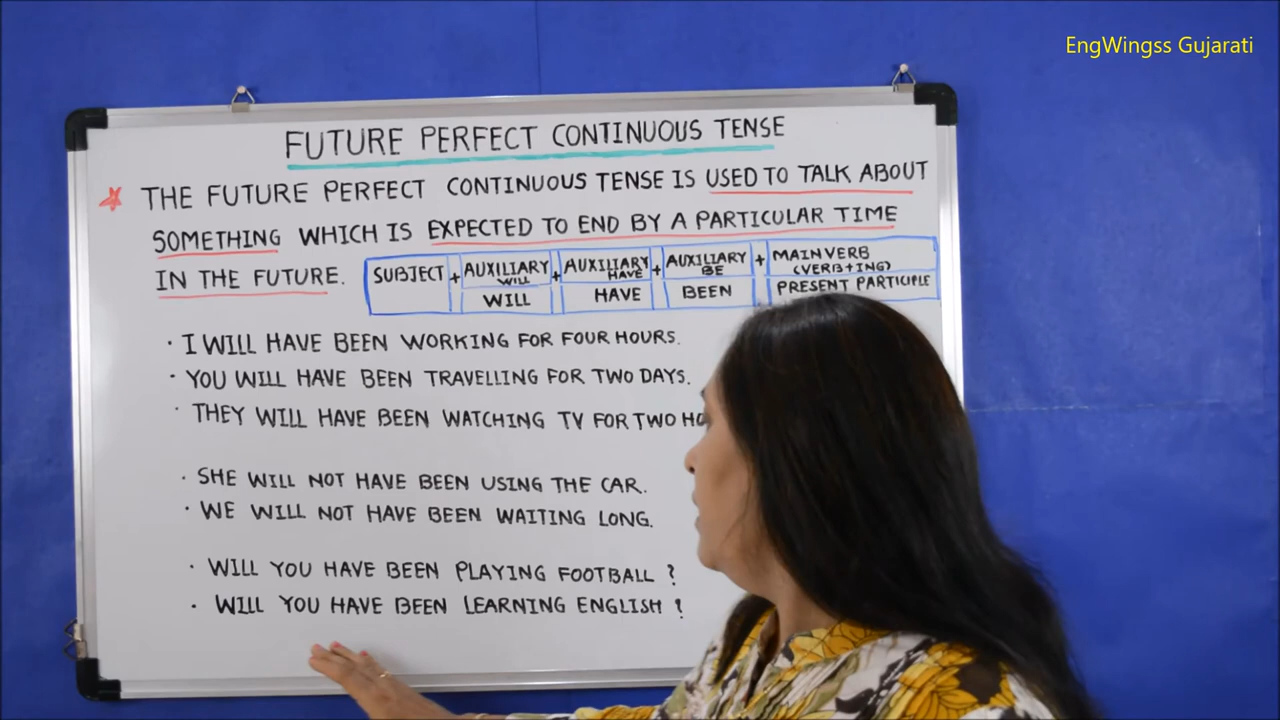 EngWingss Gujarati
FUTURE PERFECT CONTINUOUS TENSE
THE FUTURE PERFECT CONTINUOUS TENSE IS USED TO TALK ABOUT
SOMETHING WHICH IS EXPECTED TO END BY A PARTICULAR TIME
IN THE FUTURE.
SUBJECT + AUXILIARY WILL + AUXILIARY HAVE + AUXILIARY BE + MAIN VERB (VERB+ING)
WILL HAVE BEEN PRESENT PARTICIPLE
• I WILL HAVE BEEN WORKING FOR FOUR HOURS.
• YOU WILL HAVE BEEN TRAVELLING FOR TWO DAYS.
• THEY WILL HAVE BEEN WATCHING TV FOR TWO
• SHE WILL NOT HAVE BEEN USING THE CAR.
• WE WILL NOT HAVE BEEN WAITING LONG.
• WILL YOU HAVE BEEN PLAYING FOOTBALL ?
• WILL YOU HAVE BEEN LEARNING ENGLISH ?